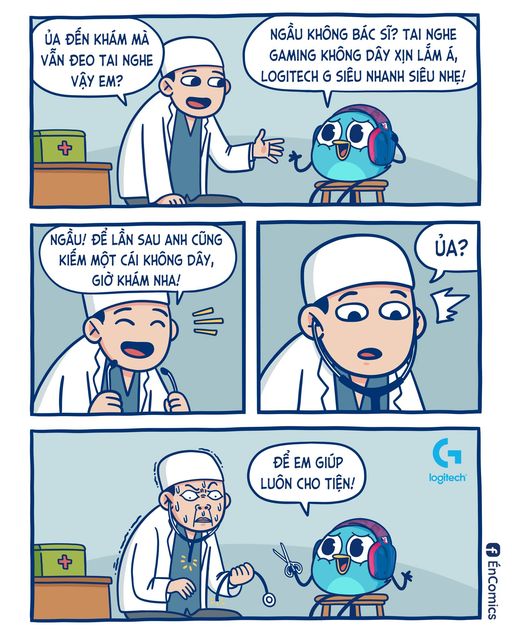 ỦA ĐẾN KHÁM MÀ
VẪN ĐEO TAI NGHE
VẬY EM?
NGẦU KHÔNG BÁC SĨ? TAI NGHE
GAMING KHÔNG DÂY XỊN LẮM Á,
LOGITECH G SIÊU NHANH SIÊU NHẸ!
NGẦU! ĐỂ LẦN SAU ANH CŨNG
KIẾM MỘT CÁI KHÔNG DÂY,
GIỜ KHÁM NHA!
ỦA?
ĐỂ EM GIÚP
LUÔN CHO TIỆN!
logitech
ÉnComics